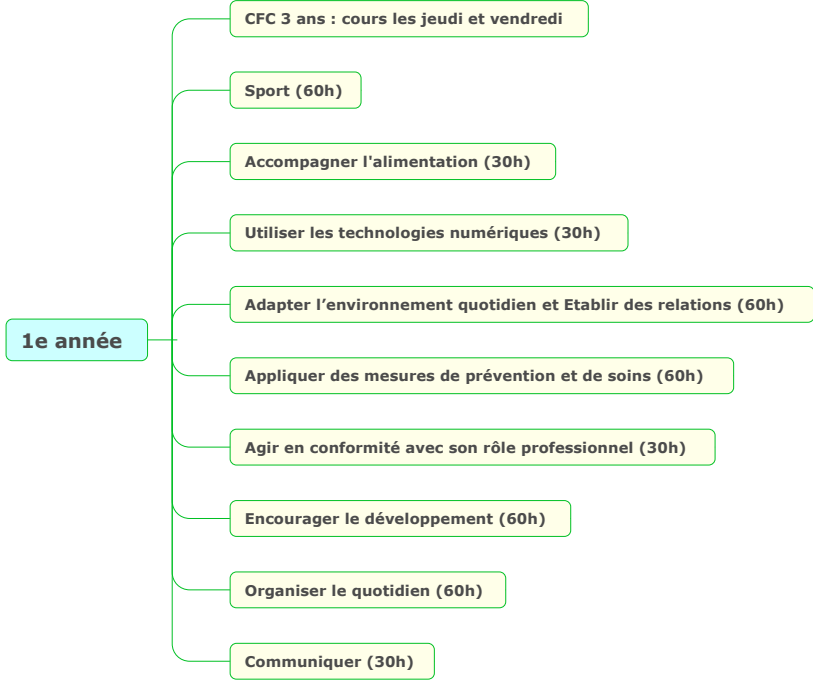 CFC 3 ans : cours les jeudi et vendredi
Sport (60h)
Accompagner l'alimentation (30h)
Utiliser les technologies numériques (30h)
Adapter l’environnement quotidien et Etablir des relations (60h)
1e année
Appliquer des mesures de prévention et de soins (60h)
Agir en conformité avec son rôle professionnel (30h)
Encourager le développement (60h)
Organiser le quotidien (60h)
Communiquer (30h)